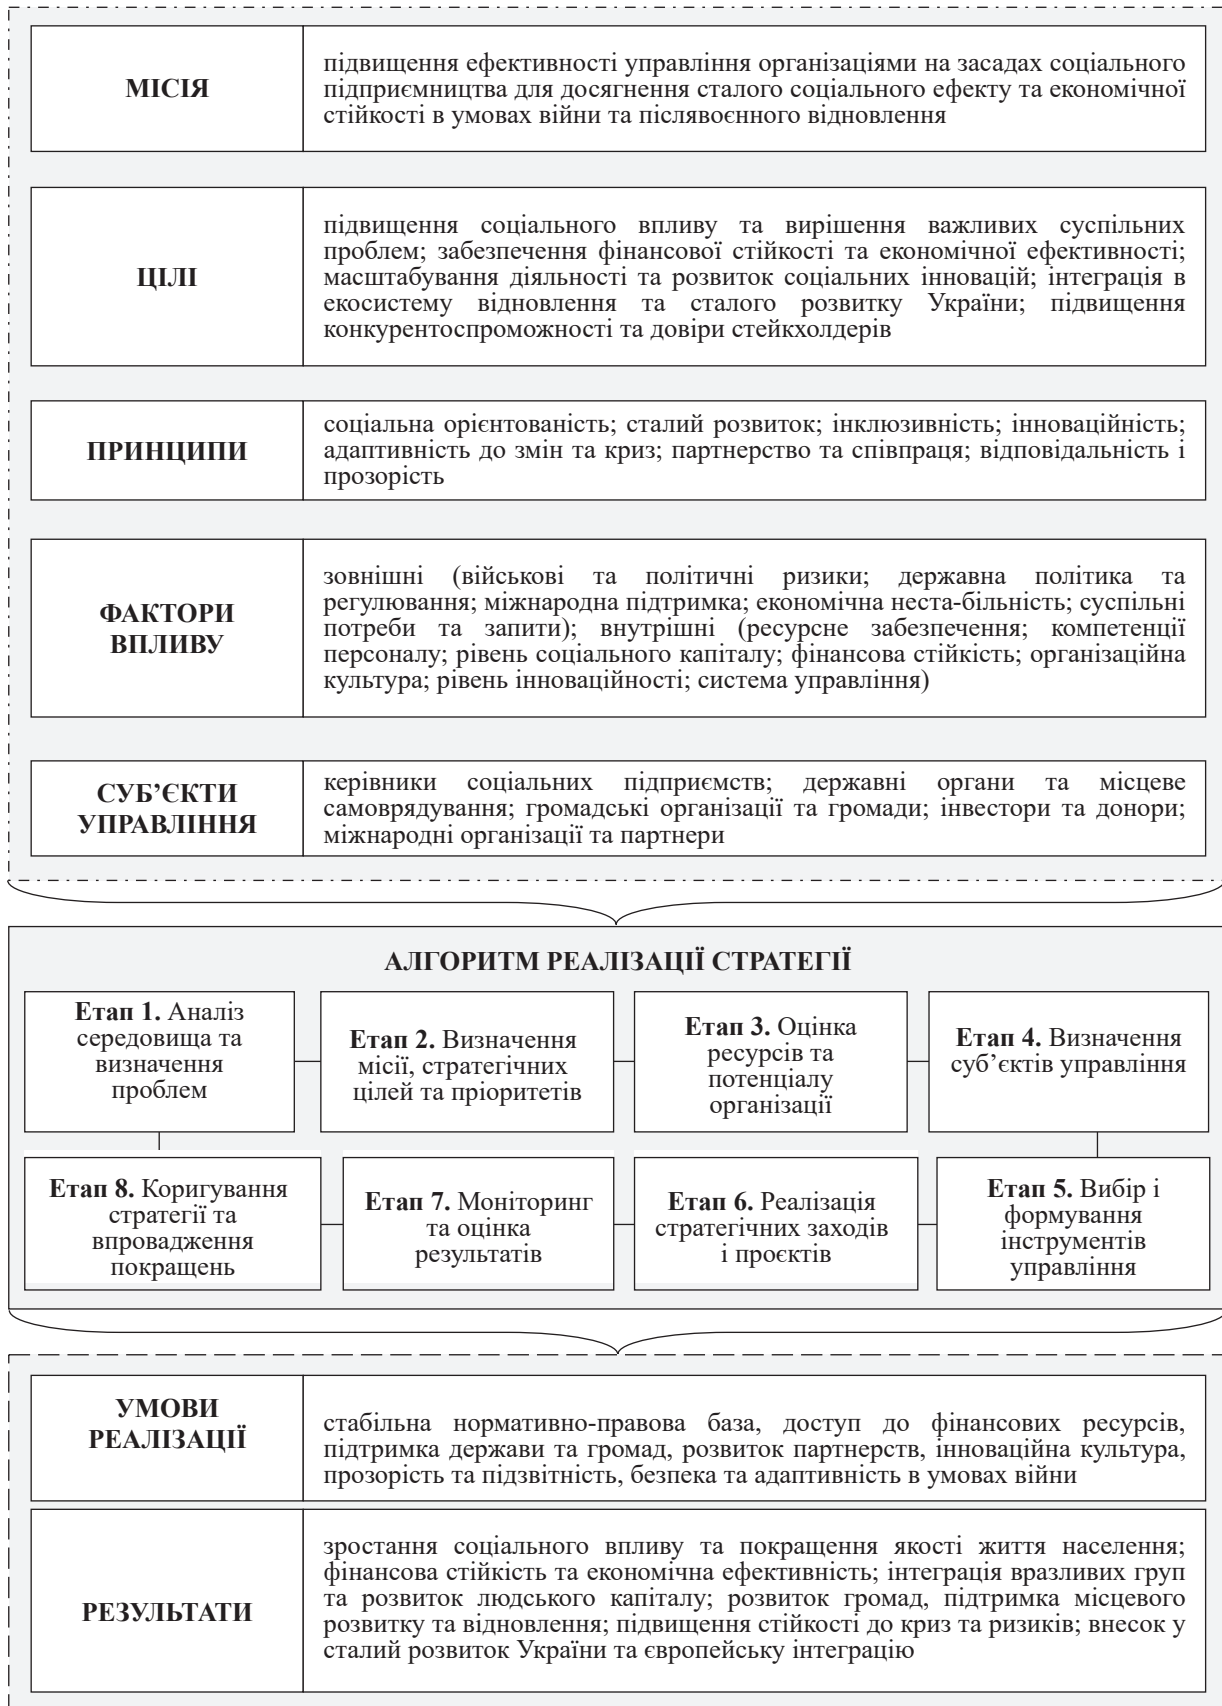 МІСІЯ
підвищення ефективності управління організаціями на засадах соціального
підприємництва для досягнення сталого соціального ефекту та економічної
стійкості в умовах війни та післявоєнного відновлення
ЦІЛІ
підвищення соціального впливу та вирішення важливих суспільних
проблем; забезпечення фінансової стійкості та економічної ефективності;
масштабування діяльності та розвиток соціальних інновацій; інтеграція в
екосистему відновлення та сталого розвитку України; підвищення
конкурентоспроможності та довіри стейкхолдерів
ПРИНЦИПИ
соціальна орієнтованість; сталий розвиток; інклюзивність; інноваційність;
адаптивність до змін та криз; партнерство та співпраця; відповідальність і
прозорість
ФАКТОРИ
ВПЛИВУ
зовнішні (військові та політичні ризики; державна політика та
регулювання; міжнародна підтримка; економічна неста-більність; суспільні
потреби та запити); внутрішні (ресурсне забезпечення; компетенції
персоналу; рівень соціального капіталу; фінансова стійкість; організаційна
культура; рівень інноваційності; система управління)
СУБ’ЄКТИ
УПРАВЛІННЯ
керівники соціальних підприємств; державні органи та місцеве
самоврядування; громадські організації та громади; інвестори та донори;
міжнародні організації та партнери
АЛГОРИТМ РЕАЛІЗАЦІЇ СТРАТЕГІЇ
Етап 1. Аналіз
середовища та
визначення
проблем
Етап 2. Визначення
місії, стратегічних
цілей та пріоритетів
Етап 3. Оцінка
ресурсів та
потенціалу
організації
Етап 4. Визначення
суб’єктів управління
Етап 8. Коригування
стратегії та
впровадження
покращень
Етап 7. Моніторинг
та оцінка
результатів
Етап 6. Реалізація
стратегічних заходів
і проєктів
Етап 5. Вибір і
формування
інструментів
управління
УМОВИ
РЕАЛІЗАЦІЇ
стабільна нормативно-правова база, доступ до фінансових ресурсів,
підтримка держави та громад, розвиток партнерств, інноваційна культура,
прозорість та підзвітність, безпека та адаптивність в умовах війни
РЕЗУЛЬТАТИ
зростання соціального впливу та покращення якості життя населення;
фінансова стійкість та економічна ефективність; інтеграція вразливих груп
та розвиток людського капіталу; розвиток громад, підтримка місцевого
розвитку та відновлення; підвищення стійкості до криз та ризиків; внесок у
сталий розвиток України та європейську інтеграцію